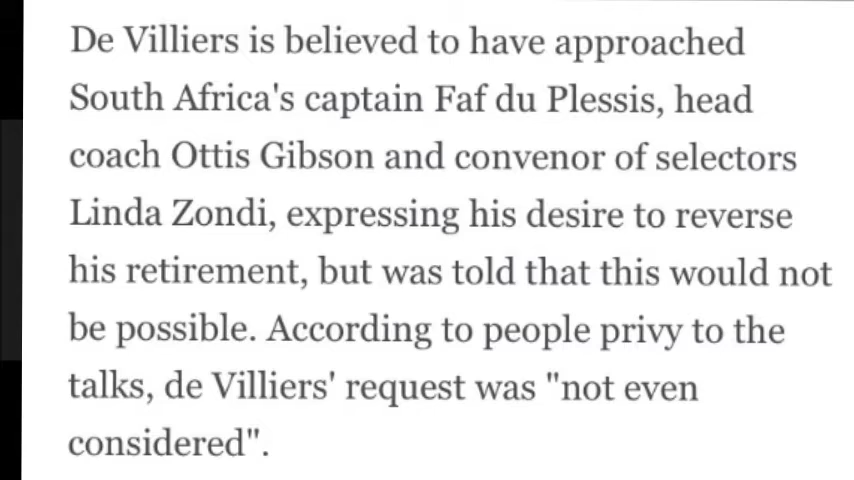 De Villiers is believed to have approached
South Africa's captain Faf du Plessis, head
coach Ottis Gibson and convenor of selectors
Linda Zondi, expressing his desire to reverse
his retirement, but was told that this would not
be possible. According to people privy to the
talks, de Villiers' request was "not even
considered".